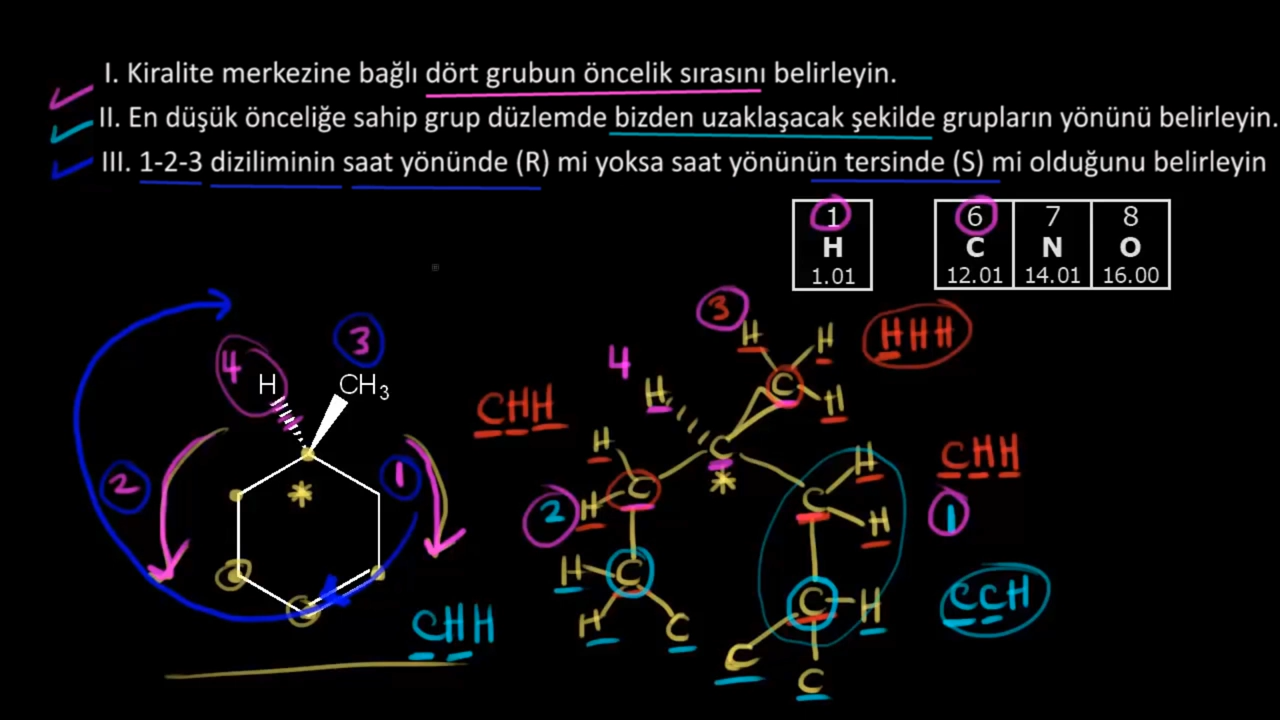 I. Kiralite merkezine bağlı dört grubun öncelik sırasını belirleyin.
II. En düşük önceliğe sahip grup düzlemde bizden uzaklaşacak şekilde grupların yönünü belirleyin.
III. 1-2-3 diziliminin saat yönünde (R) mi yoksa saat yönünün tersinde (S) mi olduğunu belirleyin
1 6 7 8
H C N O
1.01 12.01 14.01 16.00
3 H H HHH
4 3 4 H C
H CH3 CHH H
H C H CHH
2 1 * H C * C
2 H H 1
H C C H CCH
CHH H C C
C